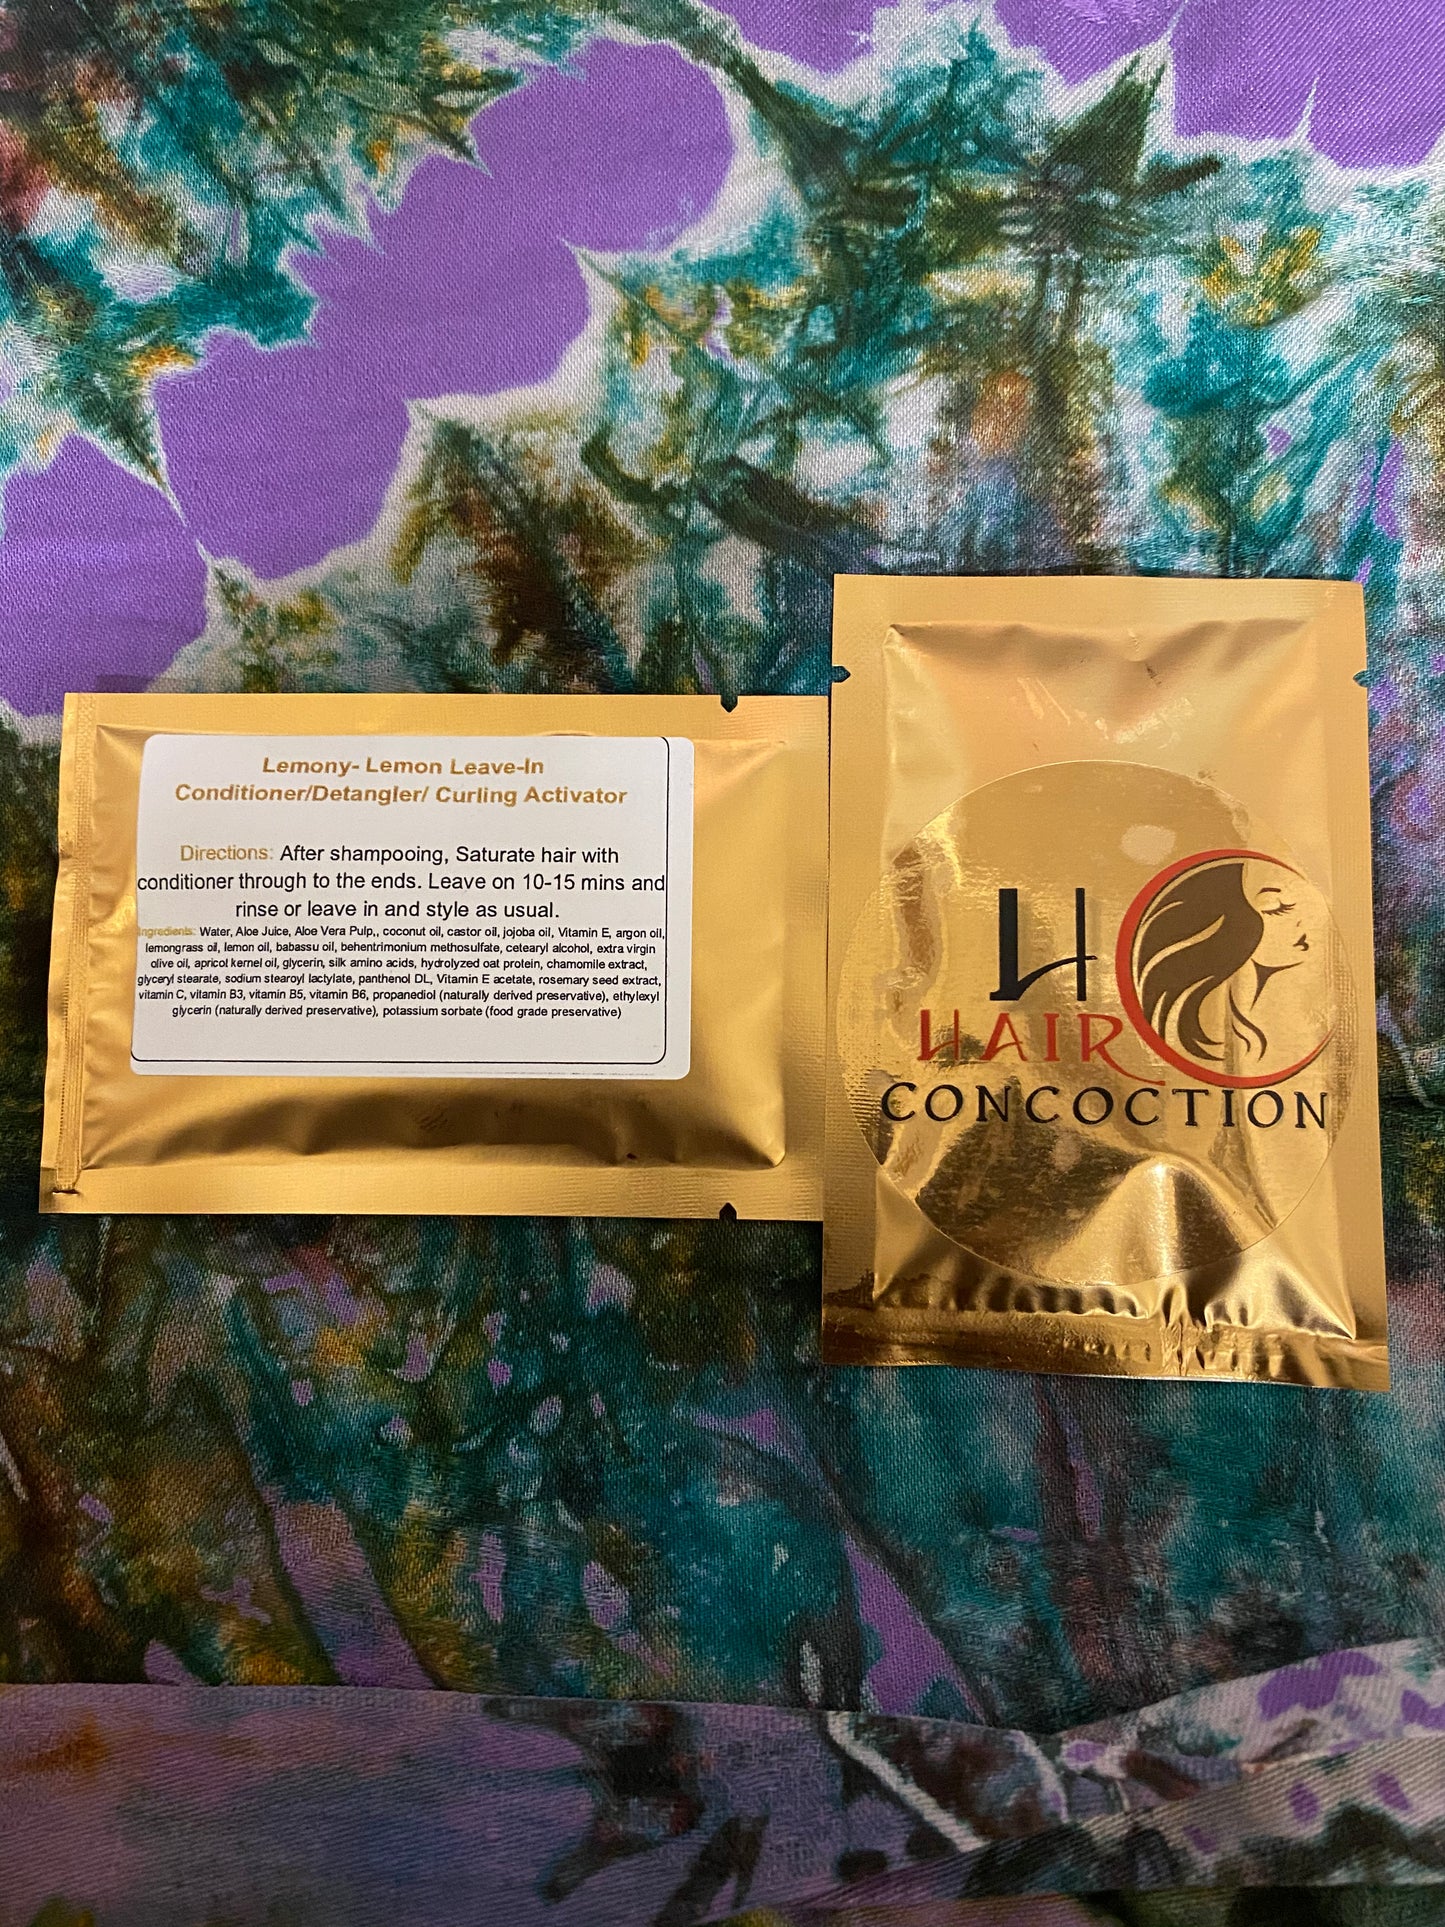 Lemony- Lemon Leave-In
Conditioner/Detangler/ Curling Activator
Directions: After shampooing, Saturate hair with
conditioner through to the ends. Leave on 10-15 mins and
rinse or leave in and style as usual.
Ingredients: Water, Aloe Juice, Aloe Vera Pulp,, coconut oil, castor oil, jojoba oil, Vitamin E, argon oil,
lemongrass oil, lemon oil, babassu oil, behentrimonium methosulfate, cetearyl alcohol, extra virgin
olive oil, apricol kernel oil, glycerin, silk amino acids, hydrolyzed oat protein, chamomile extract,
glyceryl stearate, sodium stearoyl lactylate, panthenol DL, Vitamin E acetate, rosemary seed extract,
vitamin C, vitamin B3, vitamin B5, vitamin B6, propanediol (naturally derived preservative), ethylexyl
glycerin (naturally derived preservative), potassium sorbate (food grade preservative)
HC
HAIR
CONCOCTION